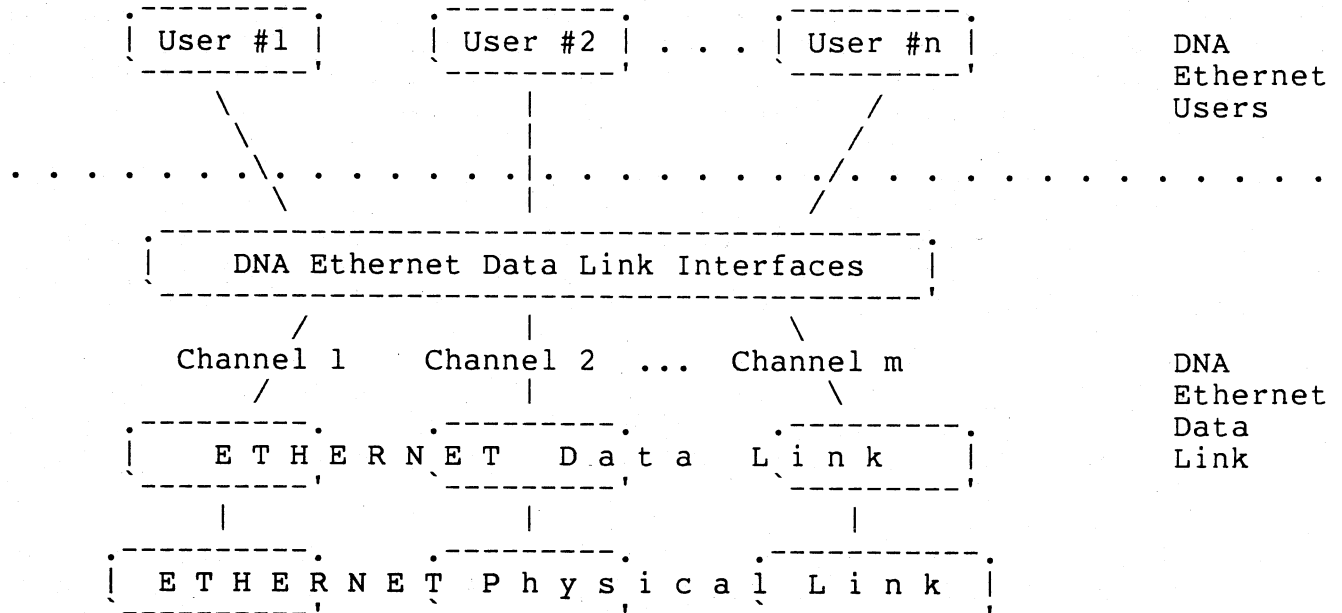 User #1 User #2 . . . User #n DNA
Ethernet
Users
DNA Ethernet Data Link Interfaces
Channel 1 Channel 2 ... Channel m DNA
Ethernet
Data
E T H E R N E T D a t a L i n k Link
E T H E R N E T P h y s i c a l L i n k